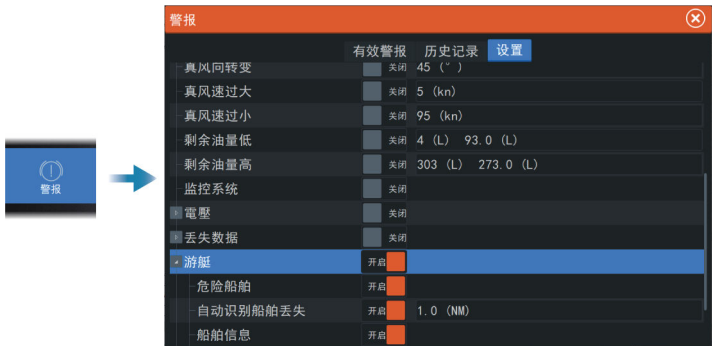 警报
有效警报 历史记录 设置
真风向转变 关闭 45 (°)
真风速过大 关闭 5 (kn)
真风速过小 关闭 95 (kn)
剩余油量低 关闭 4 (L) 93.0 (L)
剩余油量高 关闭 303 (L) 273.0 (L)
监控系统 关闭
電壓 关闭
丢失数据 关闭
游艇 开启
危险船舶 开启
自动识别船舶丢失 开启 1.0 (NM)
船舶信息 开启
警报